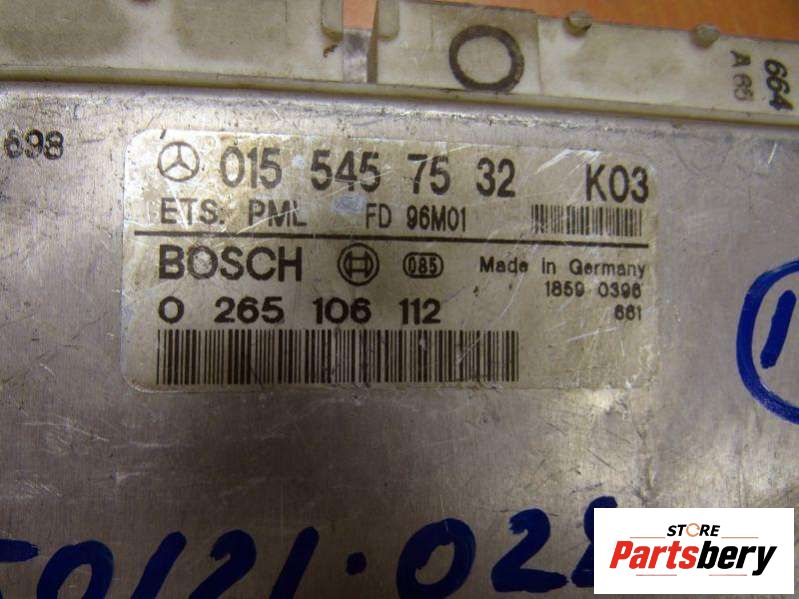 664
A 65
698
015 545 75 32 K03
ETS. PML FD 96M01
BOSCH 085 Made in Germany
0 265 106 112 1859 0396
661
STORE
Partsbery